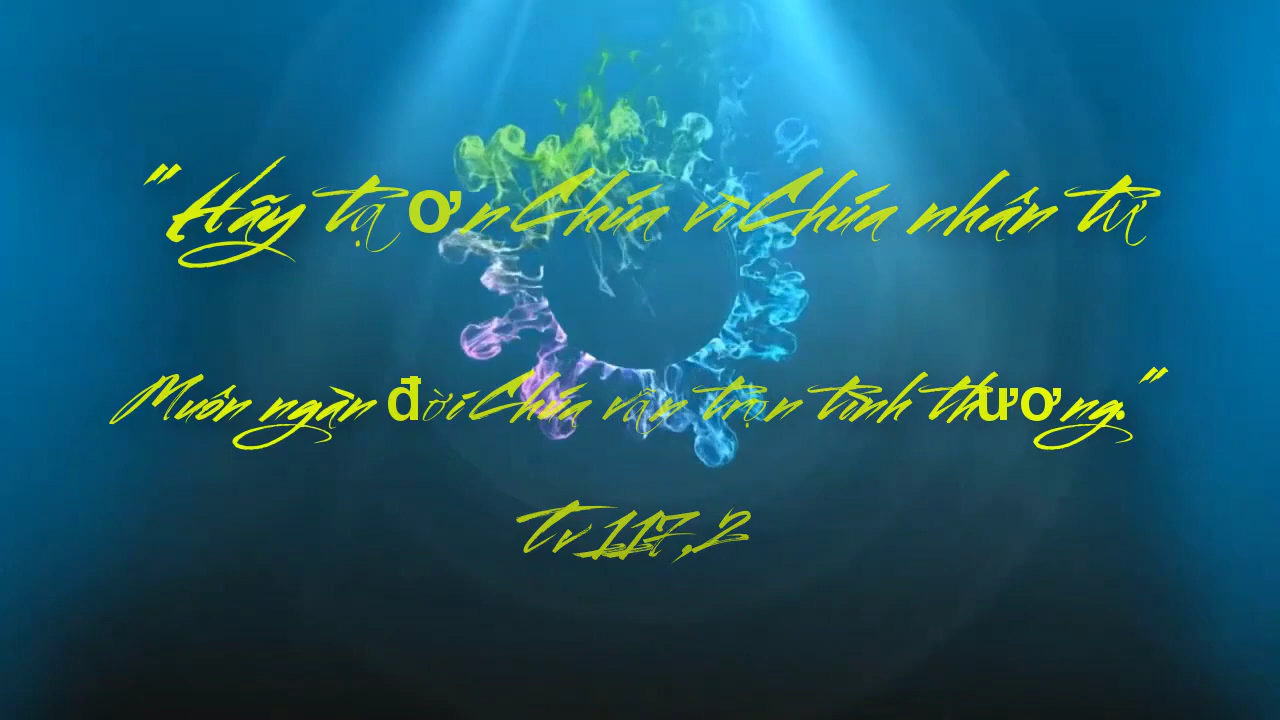 "Hãy tạ ơn Chúa vì Chúa nhân từ
Muôn ngàn đời Chúa vẫn trọn tình thương."
Tv 117,2